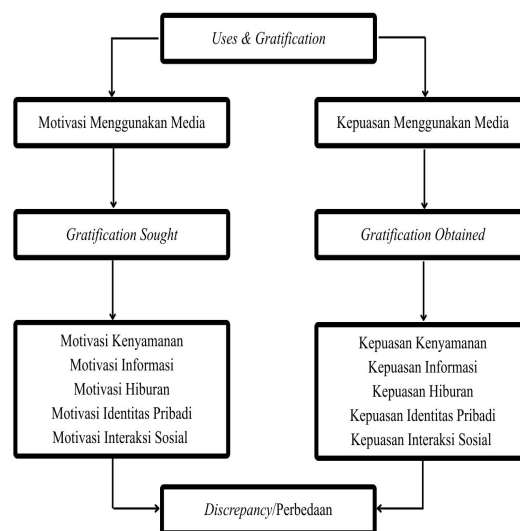 Uses & Gratification
Motivasi Menggunakan Media
Kepuasan Menggunakan Media
Gratification Sought
Gratification Obtained
Motivasi Kenyamanan
Motivasi Informasi
Motivasi Hiburan
Motivasi Identitas Pribadi
Motivasi Interaksi Sosial
Kepuasan Kenyamanan
Kepuasan Informasi
Kepuasan Hiburan
Kepuasan Identitas Pribadi
Kepuasan Interaksi Sosial
Discrepancy/Perbedaan